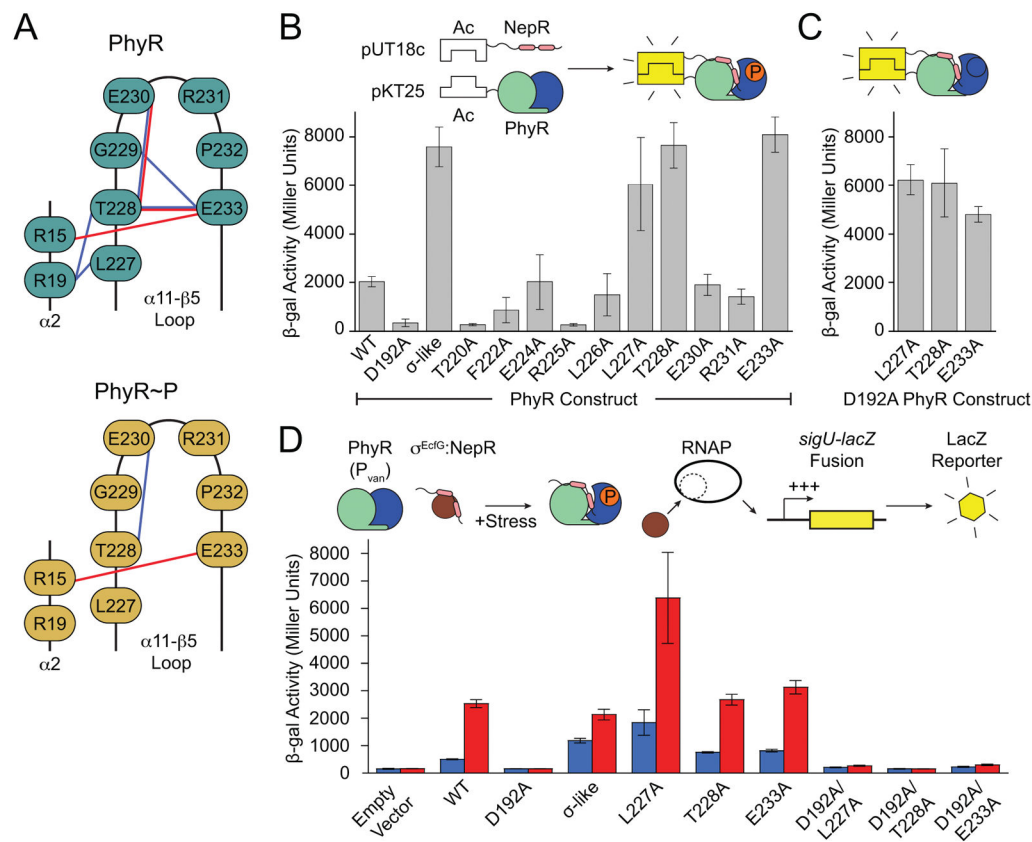 A
PhyR
E230
R231
G229
P232
T228
E233
R15
R19
L227
α11-β5
Loop
α2
PhyR~P
E230
R231
G229
P232
T228
E233
R15
R19
L227
α11-β5
Loop
α2
B
Ac
NepR
pUT18c
pKT25
Ac
PhyR
P
β-gal Activity (Miller Units)
8000
6000
4000
2000
0
WT
D192A
σ-like
T220A
F222A
E224A
R225A
L226A
L227A
T228A
E230A
R231A
E233A
PhyR Construct
C
β-gal Activity (Miller Units)
8000
6000
4000
2000
0
L227A
T228A
E233A
D192A PhyR Construct
D
PhyR
(Pvan)
σEcfG:NepR
+Stress
P
RNAP
sigU-lacZ
Fusion
+++
LacZ
Reporter
β-gal Activity (Miller Units)
8000
7000
6000
5000
4000
3000
2000
1000
0
Empty
Vector
WT
D192A
σ-like
L227A
T228A
E233A
D192A/
L227A
D192A/
T228A
D192A/
E233A